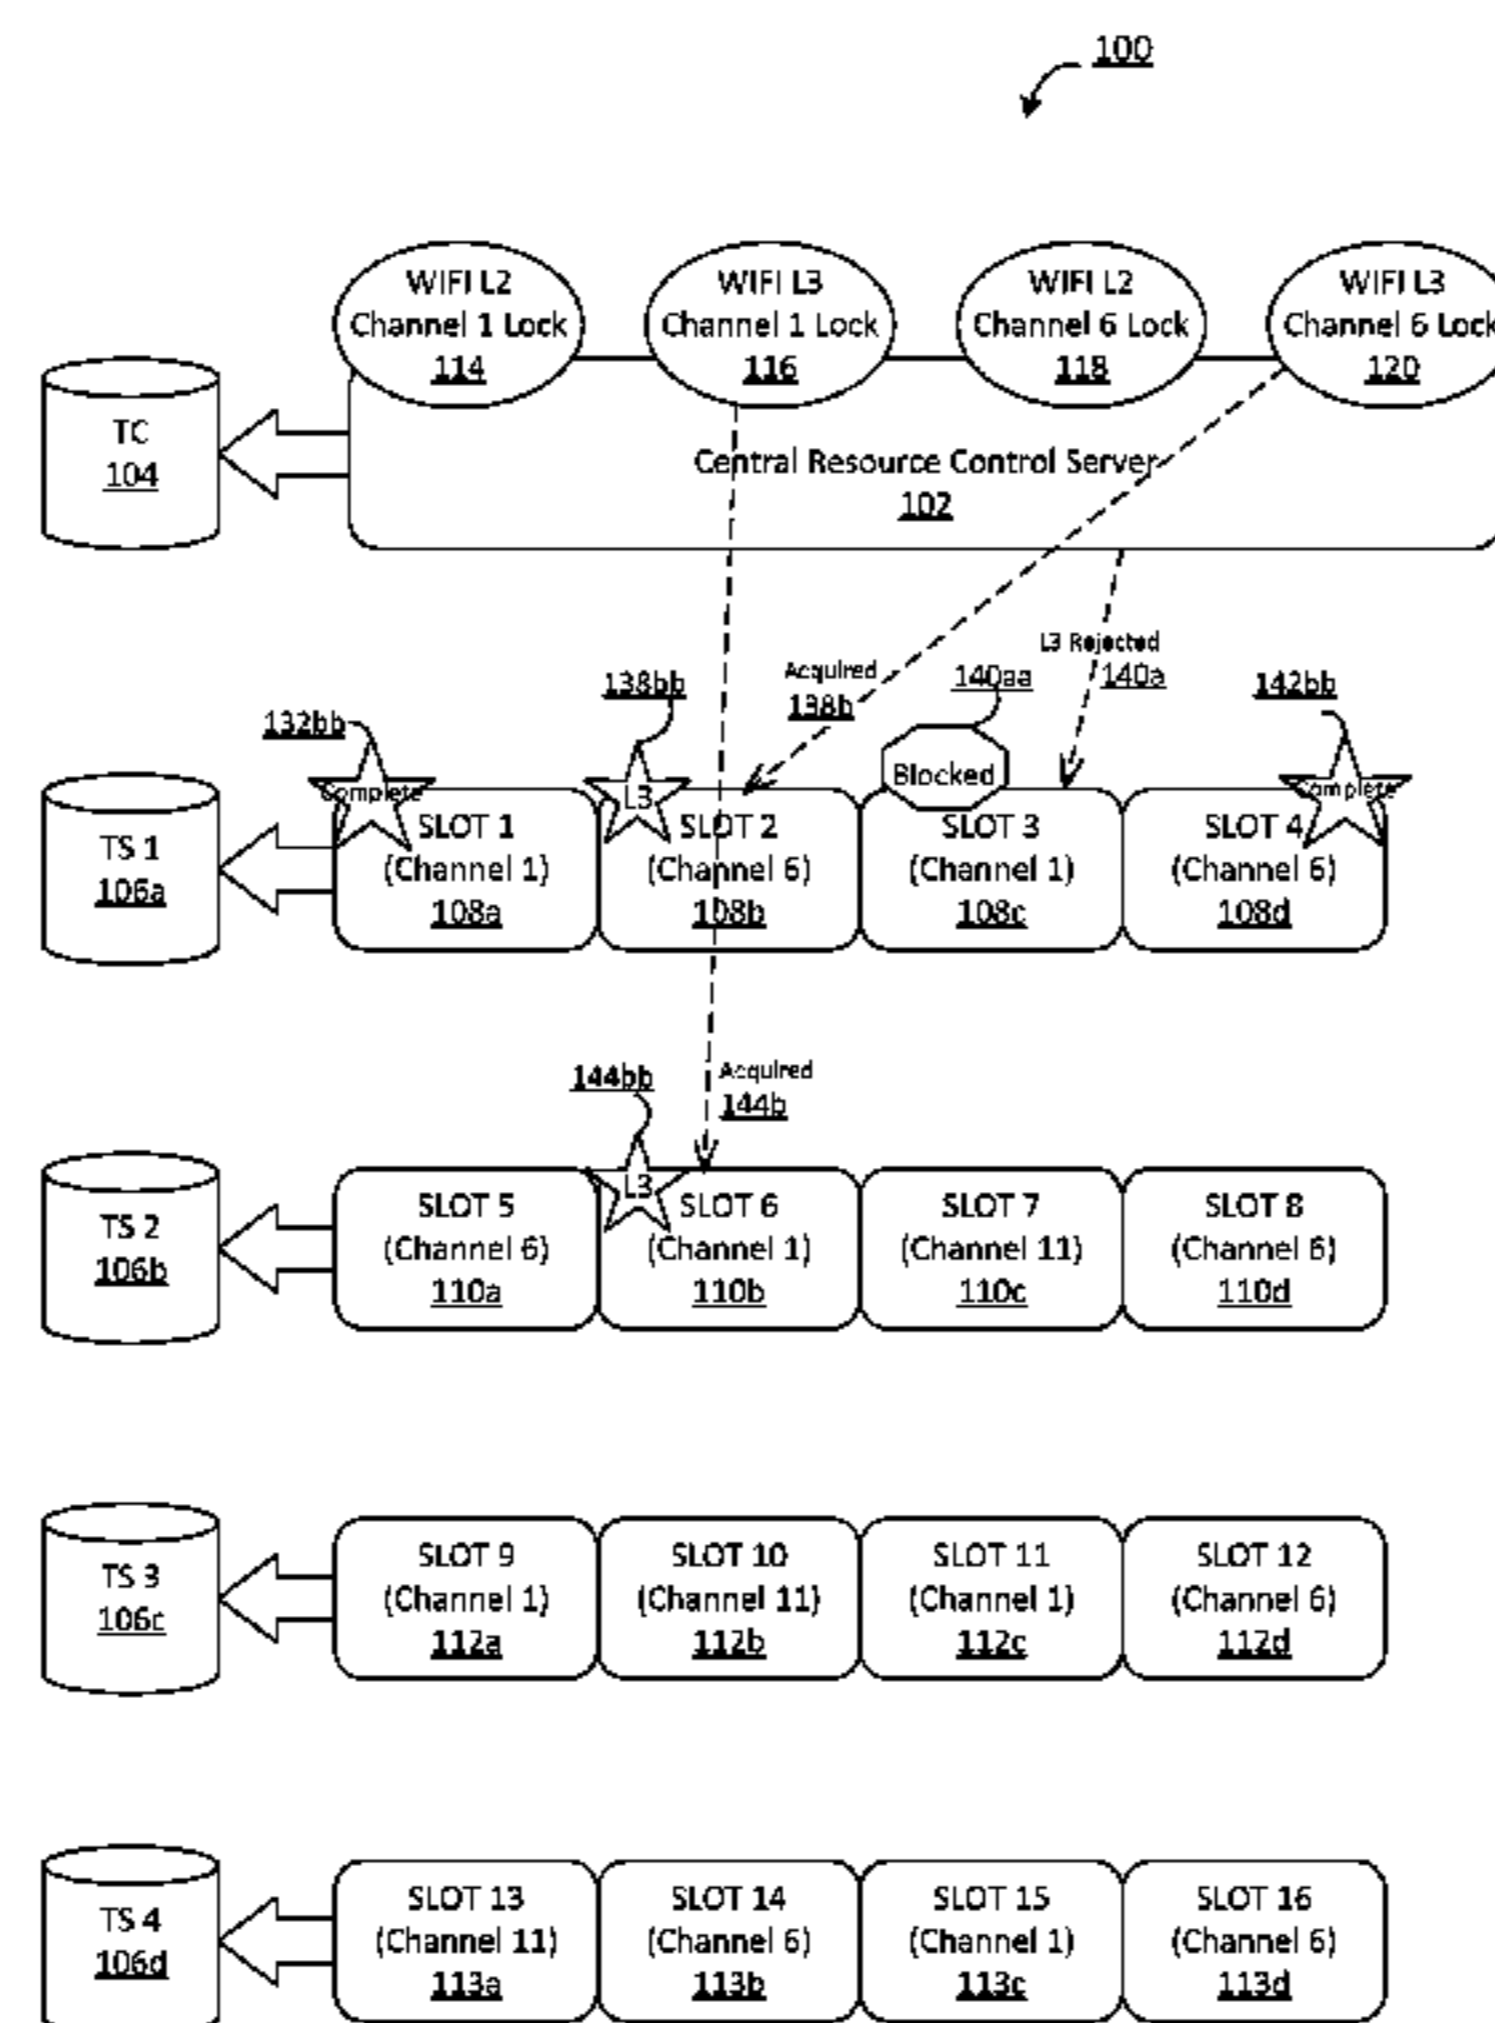 100
WIFI L2
Channel 1 Lock
114
WIFI L3
Channel 1 Lock
116
WIFI L2
Channel 6 Lock
118
WIFI L3
Channel 6 Lock
120
TC
104
Central Resource Control Server
102
L3 Rejected
140a
Acquired
138b
132bb
138bb
140aa
142bb
Complete
L3
Blocked
Complete
TS 1
106a
SLOT 1
(Channel 1)
108a
SLOT 2
(Channel 6)
108b
SLOT 3
(Channel 1)
108c
SLOT 4
(Channel 6)
108d
144bb
Acquired
144b
L3
TS 2
106b
SLOT 5
(Channel 6)
110a
SLOT 6
(Channel 1)
110b
SLOT 7
(Channel 11)
110c
SLOT 8
(Channel 6)
110d
TS 3
106c
SLOT 9
(Channel 1)
112a
SLOT 10
(Channel 11)
112b
SLOT 11
(Channel 1)
112c
SLOT 12
(Channel 6)
112d
TS 4
106d
SLOT 13
(Channel 11)
113a
SLOT 14
(Channel 6)
113b
SLOT 15
(Channel 1)
113c
SLOT 16
(Channel 6)
113d